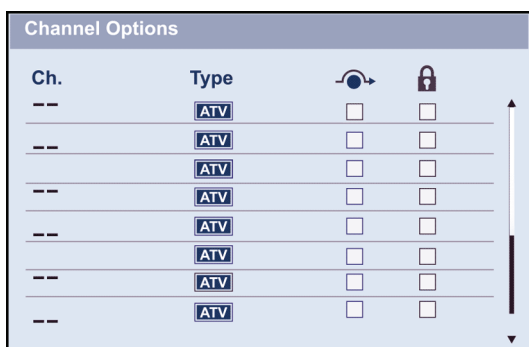 Channel Options
Ch. Type
-- ATV
-- ATV
ATV
-- ATV
-- ATV
ATV
-- ATV
-- ATV